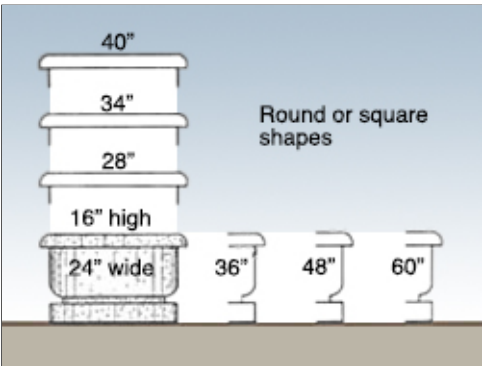 40”
34”
Round or square
shapes
28”
16” high
24” wide
36”
48”
60”